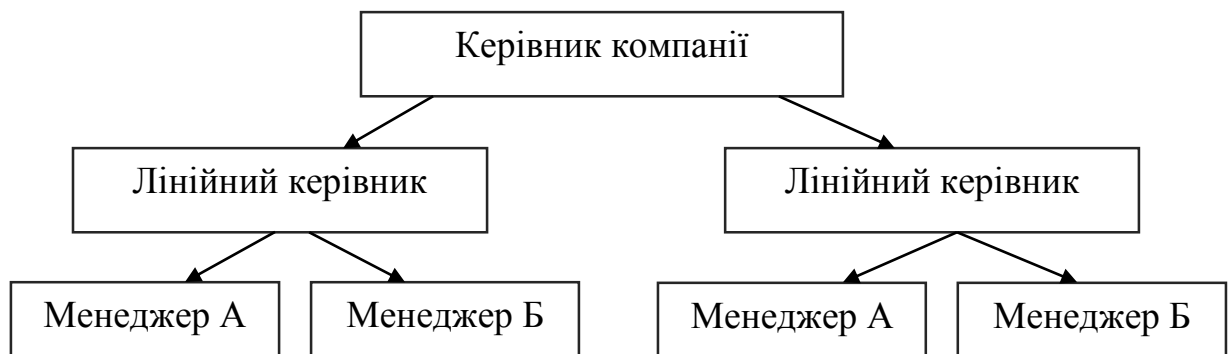 Керівник компанії
Лінійний керівник
Лінійний керівник
Менеджер А
Менеджер Б
Менеджер А
Менеджер Б